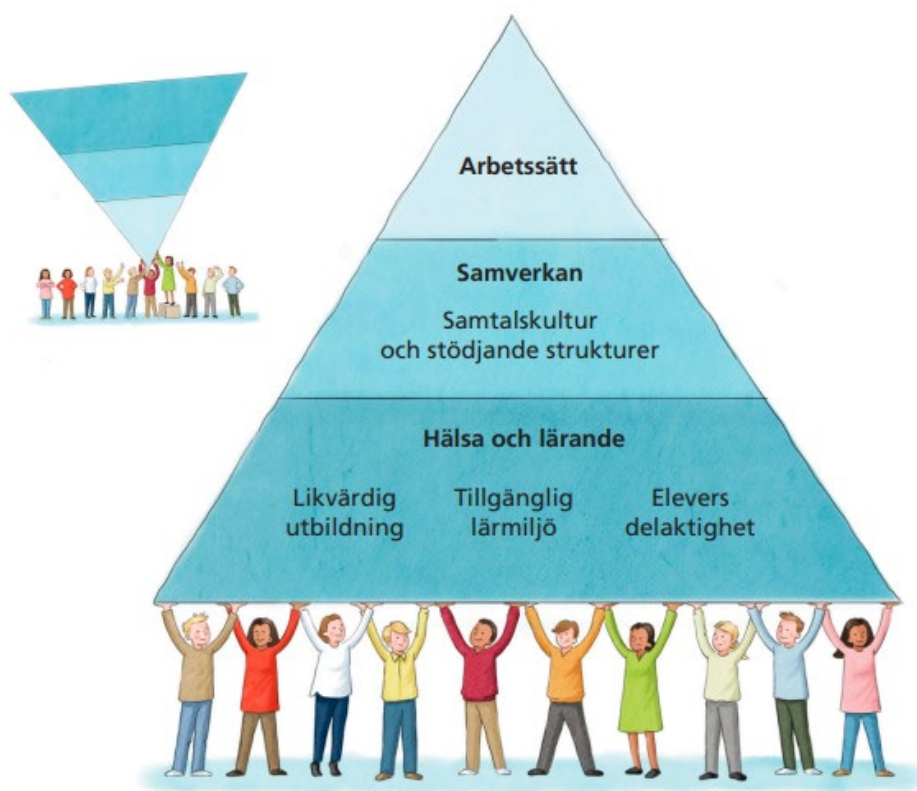 Arbetssätt
Samverkan
Samtalskultur
och stödjande strukturer
Hälsa och lärande
Likvärdig
utbildning
Tillgänglig
lärmiljö
Elevers
delaktighet